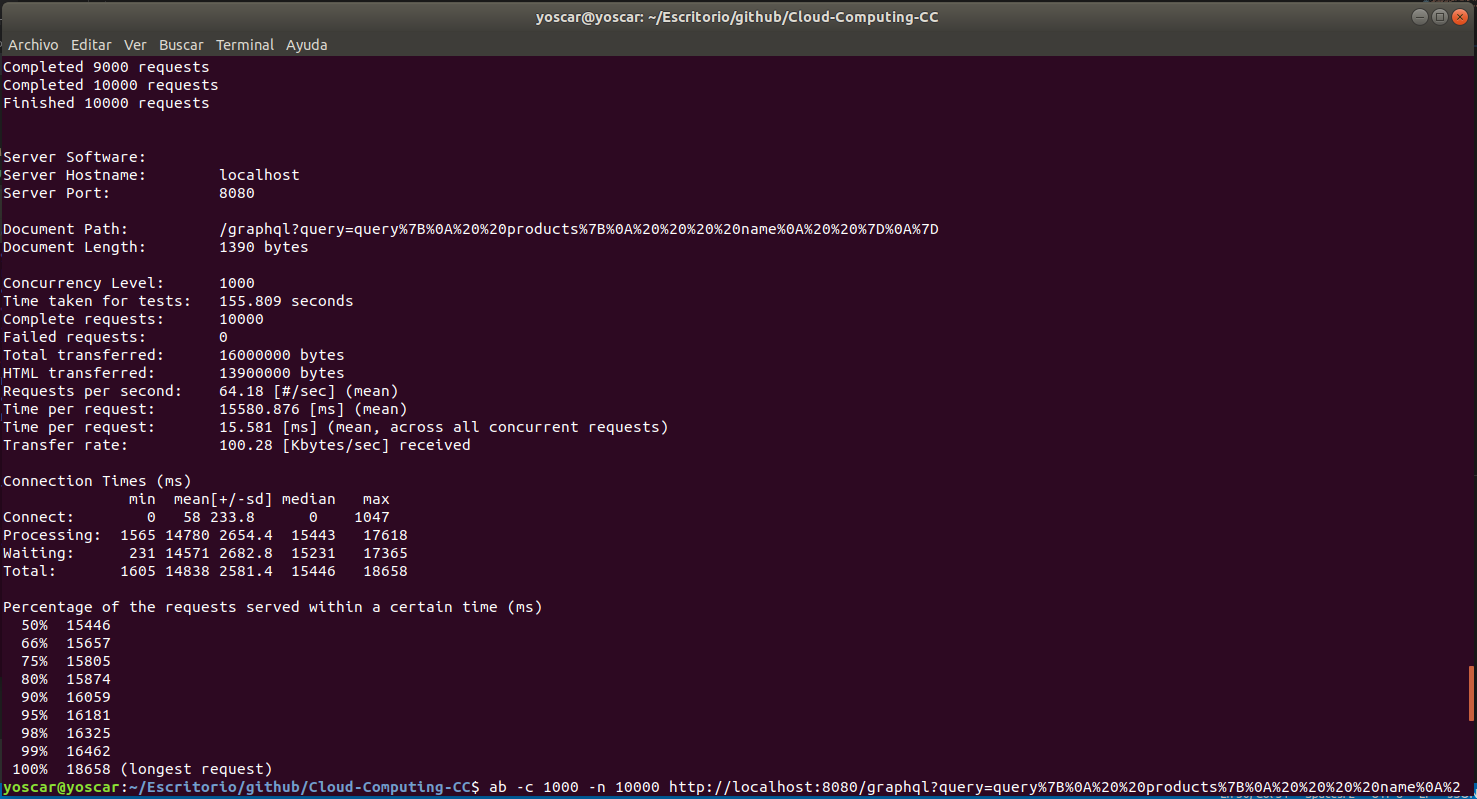 yoscar@yoscar: ~/Escritorio/github/Cloud-Computing-CC
Archivo Editar Ver Buscar Terminal Ayuda
Completed 9000 requests
Completed 10000 requests
Finished 10000 requests
Server Software:
Server Hostname: localhost
Server Port: 8080
Document Path: /graphql?query=query%7B%0A%20%20products%7B%0A%20%20%20%20name%0A%20%20%7D%0A%7D
Document Length: 1390 bytes
Concurrency Level: 1000
Time taken for tests: 155.809 seconds
Complete requests: 10000
Failed requests: 0
Total transferred: 16000000 bytes
HTML transferred: 13900000 bytes
Requests per second: 64.18 [#/sec] (mean)
Time per request: 15580.876 [ms] (mean)
Time per request: 15.581 [ms] (mean, across all concurrent requests)
Transfer rate: 100.28 [Kbytes/sec] received
Connection Times (ms)
min mean[+/-sd] median max
Connect: 0 58 233.8 0 1047
Processing: 1565 14780 2654.4 15443 17618
Waiting: 231 14571 2682.8 15231 17365
Total: 1605 14838 2581.4 15446 18658
Percentage of the requests served within a certain time (ms)
50% 15446
66% 15657
75% 15805
80% 15874
90% 16059
95% 16181
98% 16325
99% 16462
100% 18658 (longest request)
yoscar@yoscar:~/Escritorio/github/Cloud-Computing-CC$ ab -c 1000 -n 10000 http://localhost:8080/graphql?query=query%7B%0A%20%20products%7B%0A%20%20%20%20name%0A%2